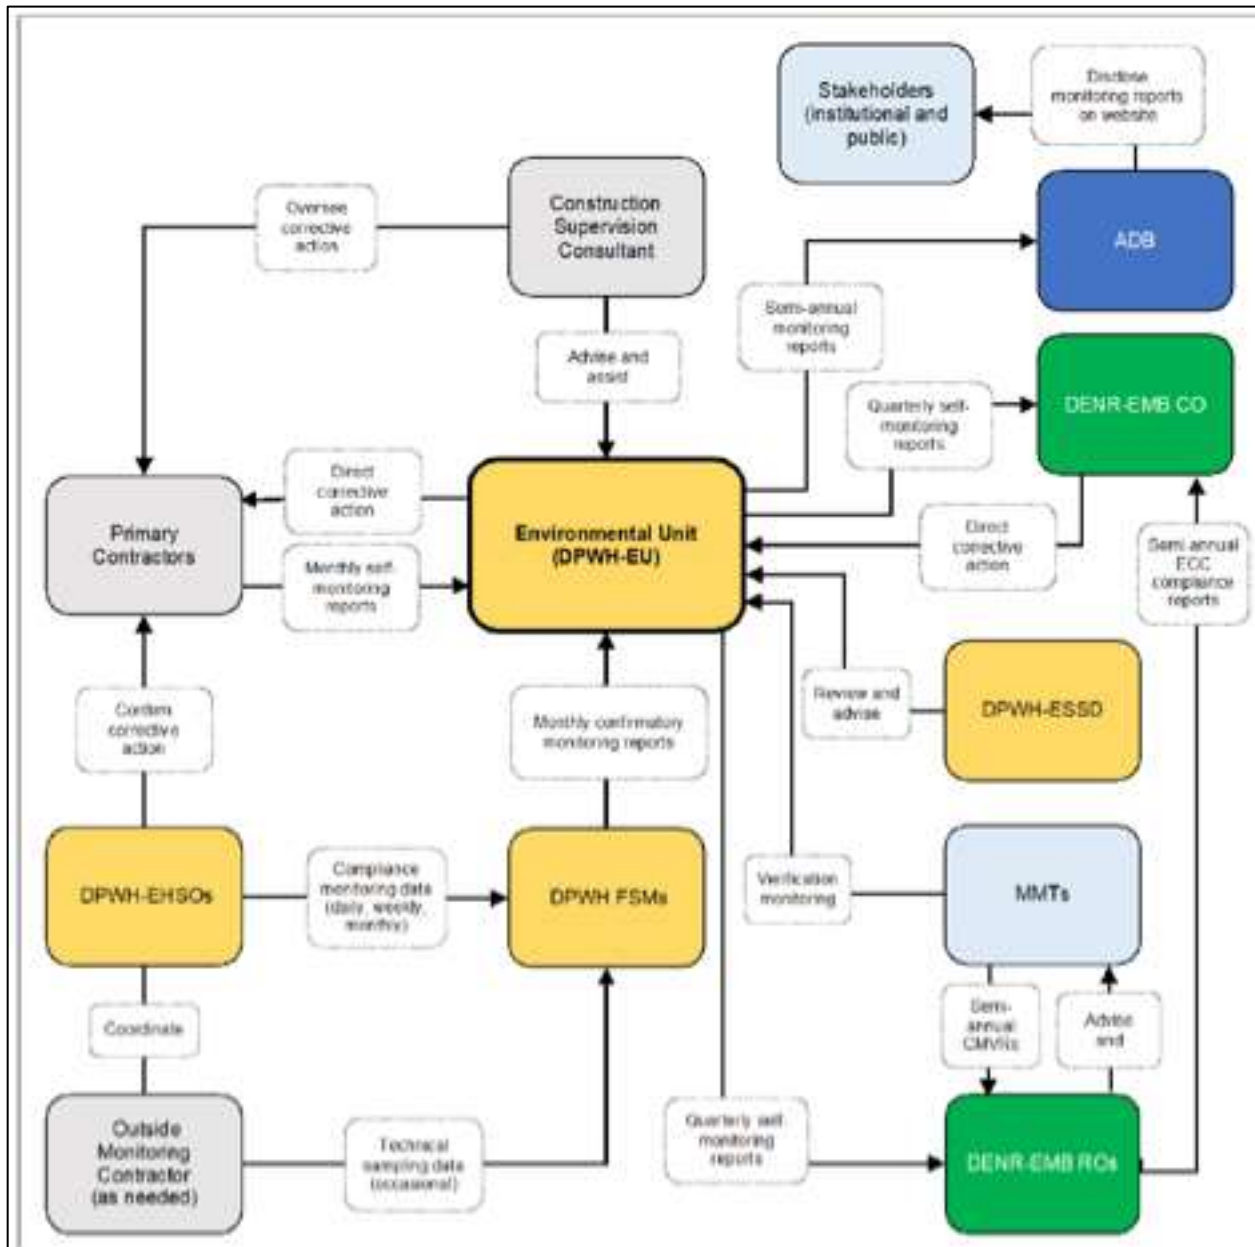 Disclose
monitoring reports
on website
Stakeholders
(institutional and
public)
Oversee
corrective
action
Construction
Supervision
Consultant
ADB
Semi-annual
monitoring
reports
Advise and
assist
DENR-EMB CO
Quarterly self-
monitoring
reports
Direct
corrective
action
Primary
Contractors
Environmental Unit
(DPWH-EU)
Direct
corrective
action
Semi annual
ECC
compliance
reports
Monthly self-
monitoring
reports
Review and
advise
DPWH-ESSD
Confirm
corrective
action
Monthly confirmatory
monitoring reports
DPWH-EHSOs
Compliance
monitoring data
(daily, weekly,
monthly)
DPWH FSMs
Verification
monitoring
MMTs
Coordinate
Semi-
annual
CMVRs
Advise
and
Outside
Monitoring
Contractor
(as needed)
Technical
sampling data
(occasional)
Quarterly self-
monitoring
reports
DENR-EMB ROs